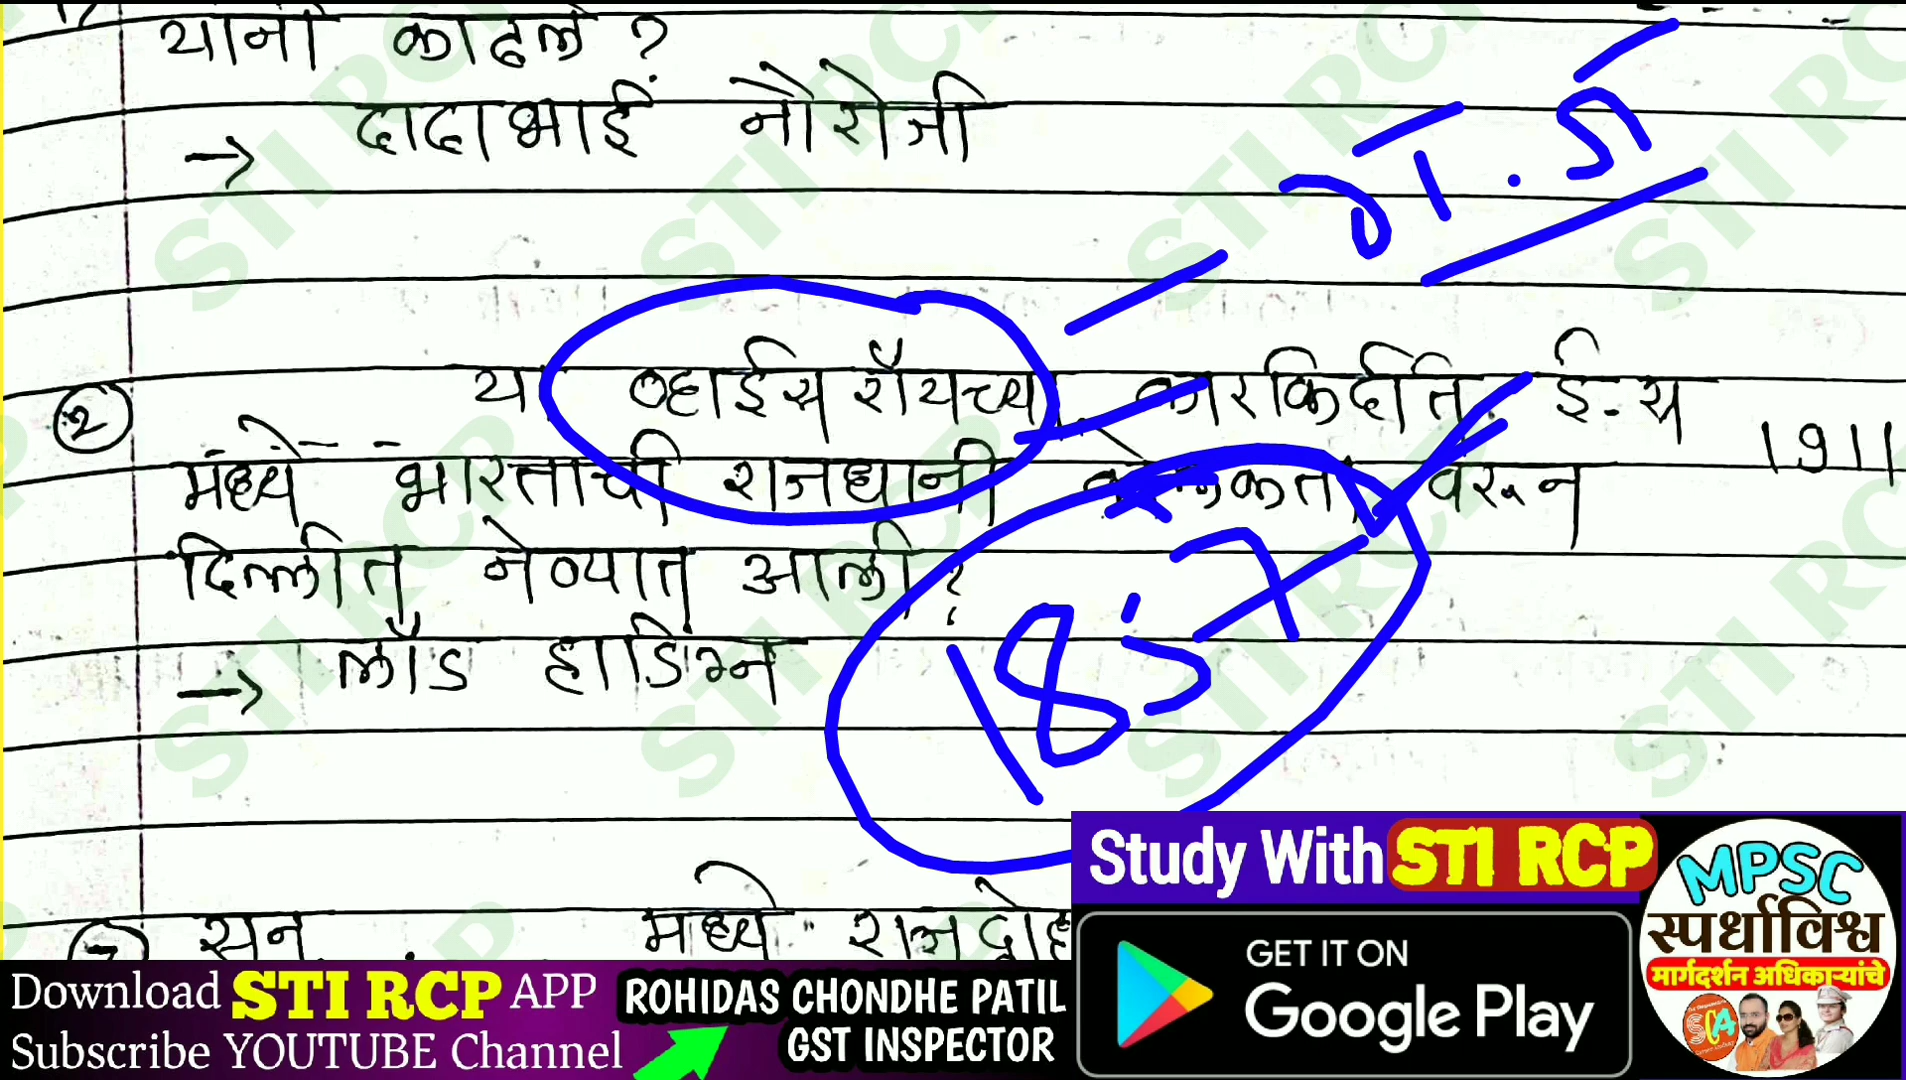 यांनी काढले?
→ दादाभाई नौरोजी
गा.ज
② या व्हाईसरॉयच्या कारकिर्दीत ई.स 1911
मध्ये भारताची राजधानी कोलकता वरून
दिल्लीत नेण्यात आली?
→ लॉर्ड हार्डिंग्ज
1857
सन मध्ये राजद्रोह
Study With STI RCP
GET IT ON
Google Play
MPSC
स्पर्धाविश्व
मार्गदर्शन अधिकाऱ्यांचे
Download STI RCP APP
Subscribe YOUTUBE Channel
ROHIDAS CHONDHE PATIL
GST INSPECTOR